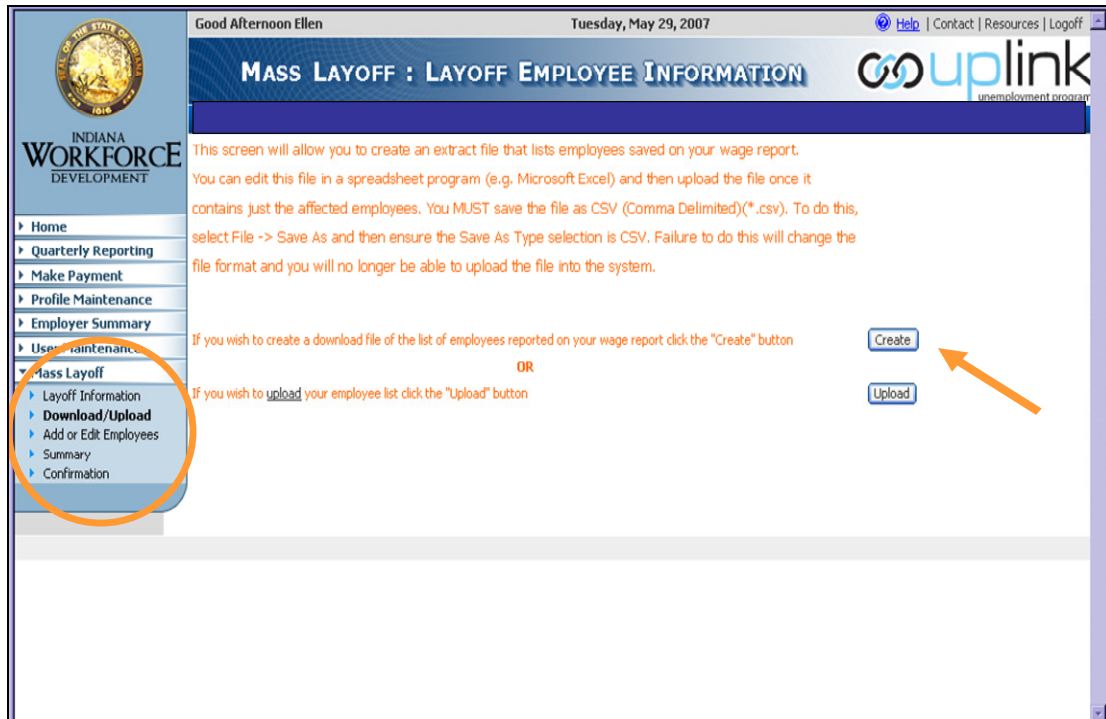 Good Afternoon Ellen Tuesday, May 29, 2007 Help | Contact | Resources | Logoff
THE STATE OF INDIANA
1816
MASS LAYOFF : LAYOFF EMPLOYEE INFORMATION
uplink
unemployment program
INDIANA
WORKFORCE
DEVELOPMENT
Home
Quarterly Reporting
Make Payment
Profile Maintenance
Employer Summary
User Maintenance
Mass Layoff
Layoff Information
Download/Upload
Add or Edit Employees
Summary
Confirmation
This screen will allow you to create an extract file that lists employees saved on your wage report.
You can edit this file in a spreadsheet program (e.g. Microsoft Excel) and then upload the file once it
contains just the affected employees. You MUST save the file as CSV (Comma Delimited)(*.csv). To do this,
select File -> Save As and then ensure the Save As Type selection is CSV. Failure to do this will change the
file format and you will no longer be able to upload the file into the system.
If you wish to create a download file of the list of employees reported on your wage report click the "Create" button Create
OR
If you wish to upload your employee list click the "Upload" button Upload